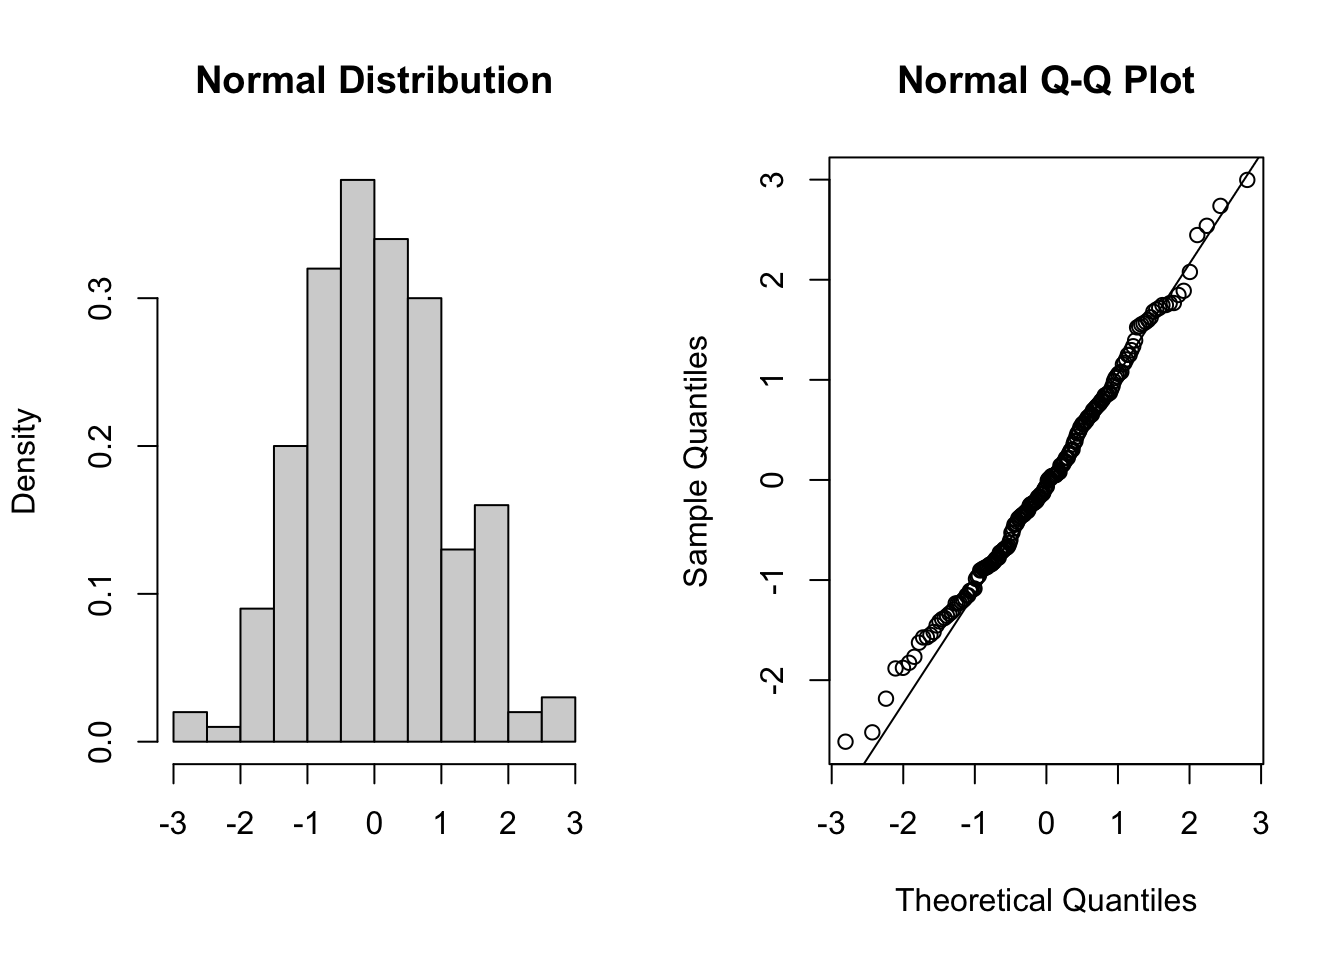 Normal Distribution
Density
0.0 0.1 0.2 0.3
-3 -2 -1 0 1 2 3
Normal Q-Q Plot
Sample Quantiles
-2 -1 0 1 2 3
-3 -2 -1 0 1 2 3
Theoretical Quantiles